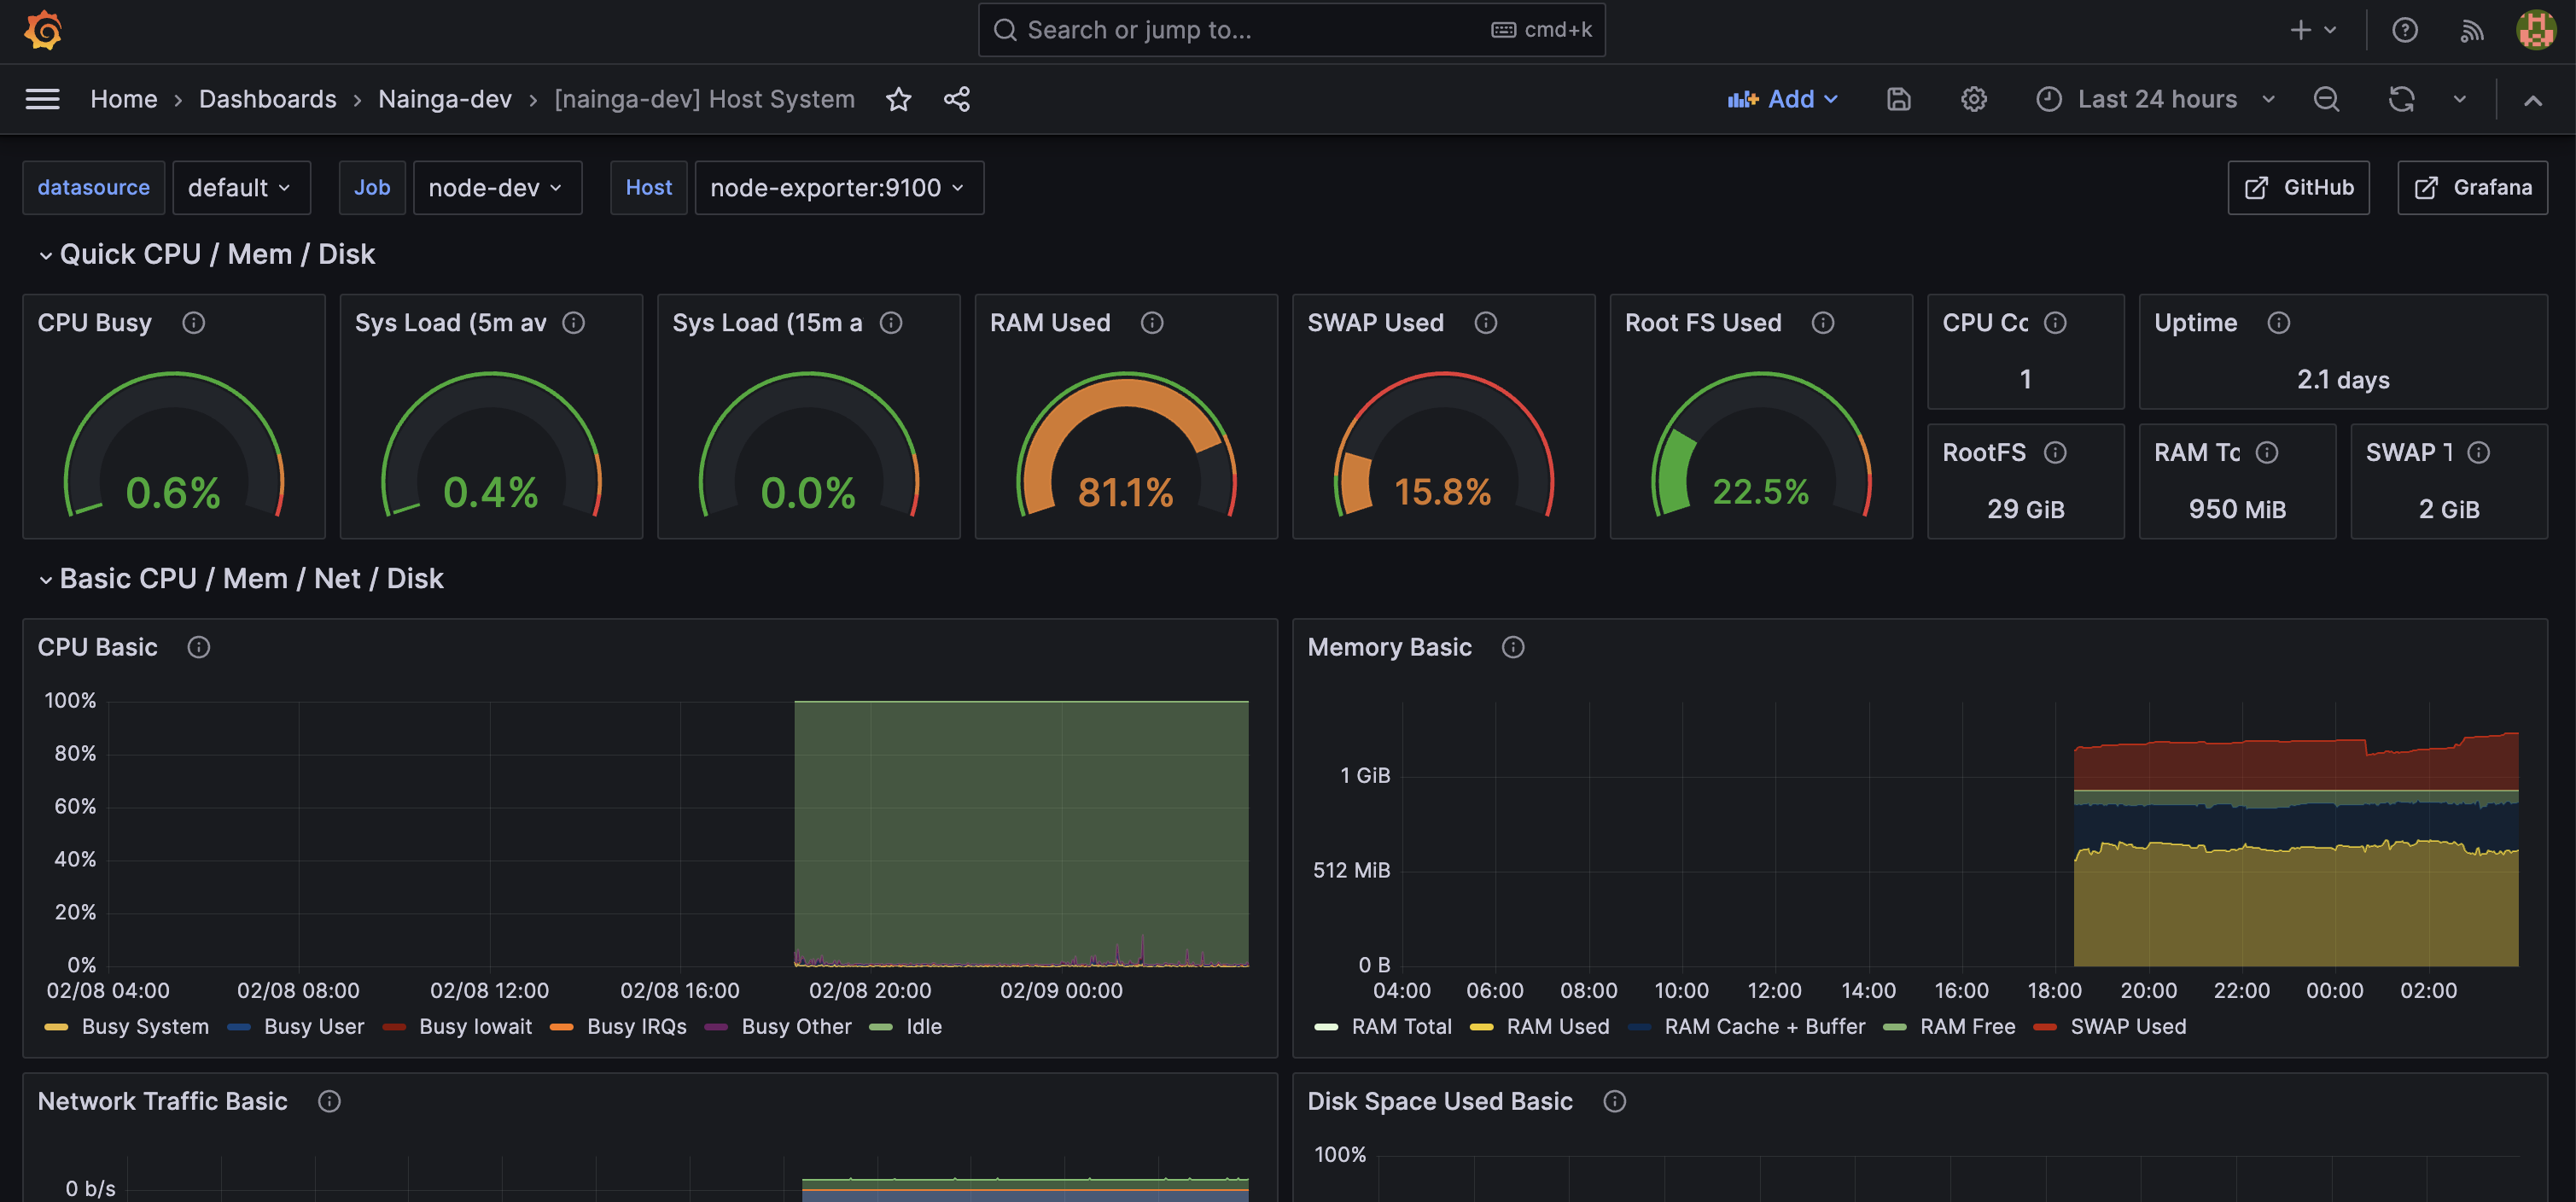 Search or jump to... cmd+k
Home › Dashboards › Nainga-dev › [nainga-dev] Host System Add Last 24 hours
datasource default Job node-dev Host node-exporter:9100 GitHub Grafana
Quick CPU / Mem / Disk
CPU Busy
0.6%
Sys Load (5m av
0.4%
Sys Load (15m a
0.0%
RAM Used
81.1%
SWAP Used
15.8%
Root FS Used
22.5%
CPU Cc
1
Uptime
2.1 days
RootFS
29 GiB
RAM Tc
950 MiB
SWAP 1
2 GiB
Basic CPU / Mem / Net / Disk
CPU Basic
100%
80%
60%
40%
20%
0%
02/08 04:00 02/08 08:00 02/08 12:00 02/08 16:00 02/08 20:00 02/09 00:00
Busy System Busy User Busy Iowait Busy IRQs Busy Other Idle
Memory Basic
1 GiB
512 MiB
0 B
04:00 06:00 08:00 10:00 12:00 14:00 16:00 18:00 20:00 22:00 00:00 02:00
RAM Total RAM Used RAM Cache + Buffer RAM Free SWAP Used
Network Traffic Basic
0 b/s
Disk Space Used Basic
100%